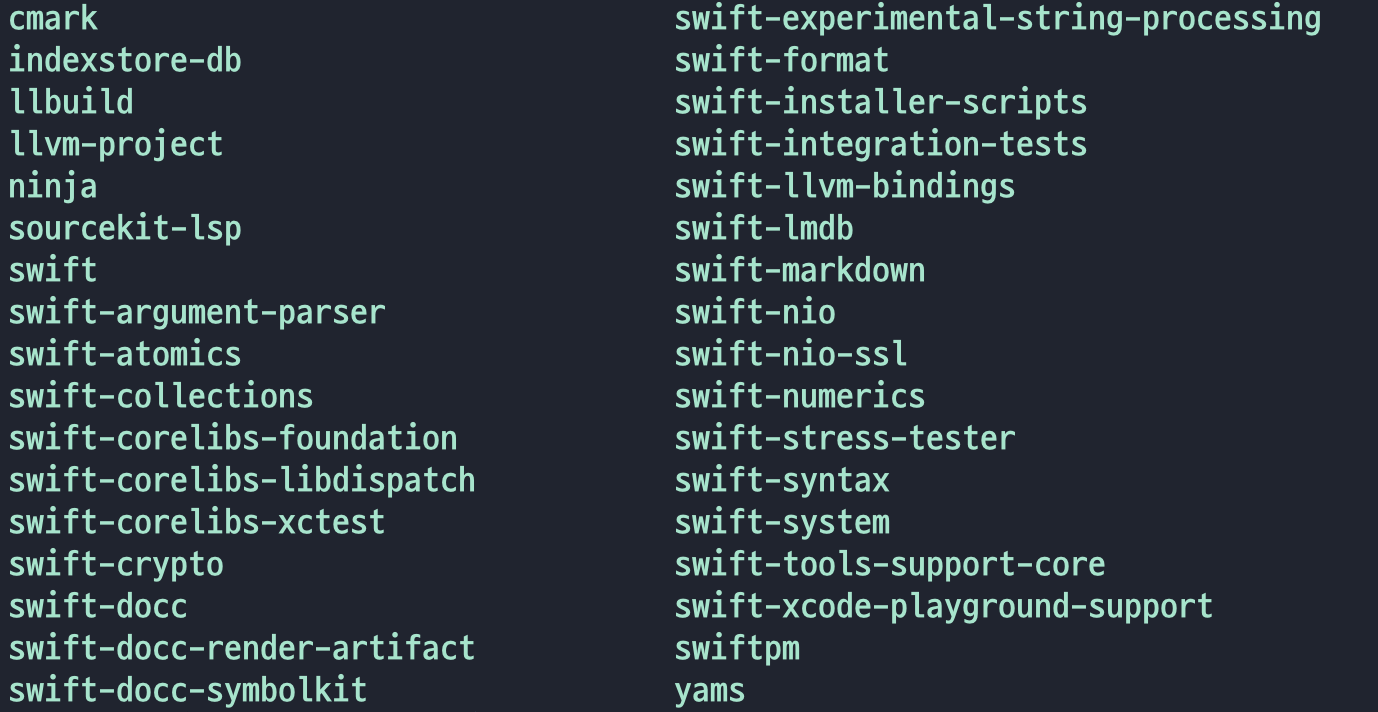 cmark
indexstore-db
llbuild
llvm-project
ninja
sourcekit-lsp
swift
swift-argument-parser
swift-atomics
swift-collections
swift-corelibs-foundation
swift-corelibs-libdispatch
swift-corelibs-xctest
swift-crypto
swift-docc
swift-docc-render-artifact
swift-docc-symbolkit
swift-experimental-string-processing
swift-format
swift-installer-scripts
swift-integration-tests
swift-llvm-bindings
swift-lmdb
swift-markdown
swift-nio
swift-nio-ssl
swift-numerics
swift-stress-tester
swift-syntax
swift-system
swift-tools-support-core
swift-xcode-playground-support
swiftpm
yams